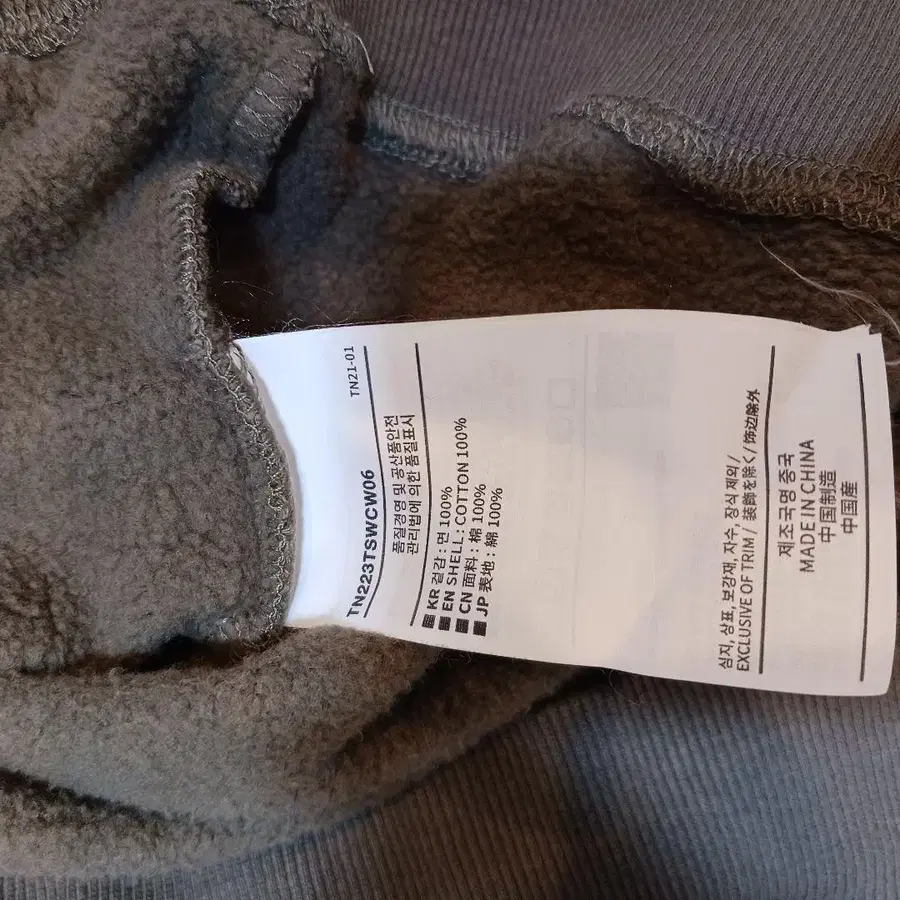 TN223TSWCW06 TN21-01
품질경영 및 공산품안전
관리법에 의한 품질표시
KR 겉감 : 면 100%
EN SHELL : COTTON 100%
CN 面料 : 棉 100%
JP 表地 : 綿 100%
심지, 상표, 보강재, 자수, 장식 제외 /
EXCLUSIVE OF TRIM / 装飾を除く / 饰边除外
제조국명 중국
MADE IN CHINA
中国制造
中国産